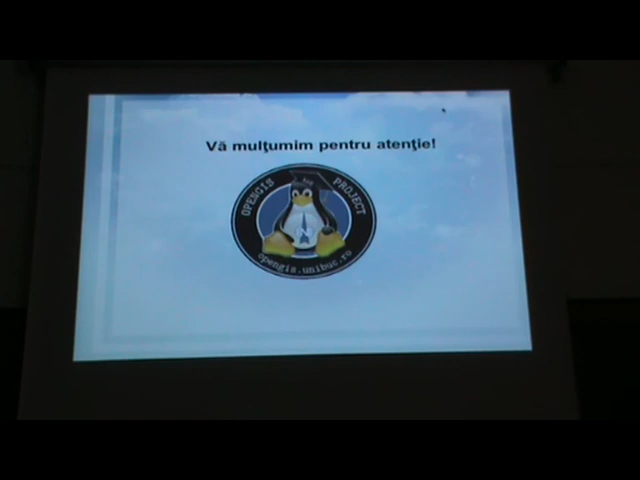 Vă mulţumim pentru atenţie!
OPENGIS PROJECT
N
opengis.unibuc.ro